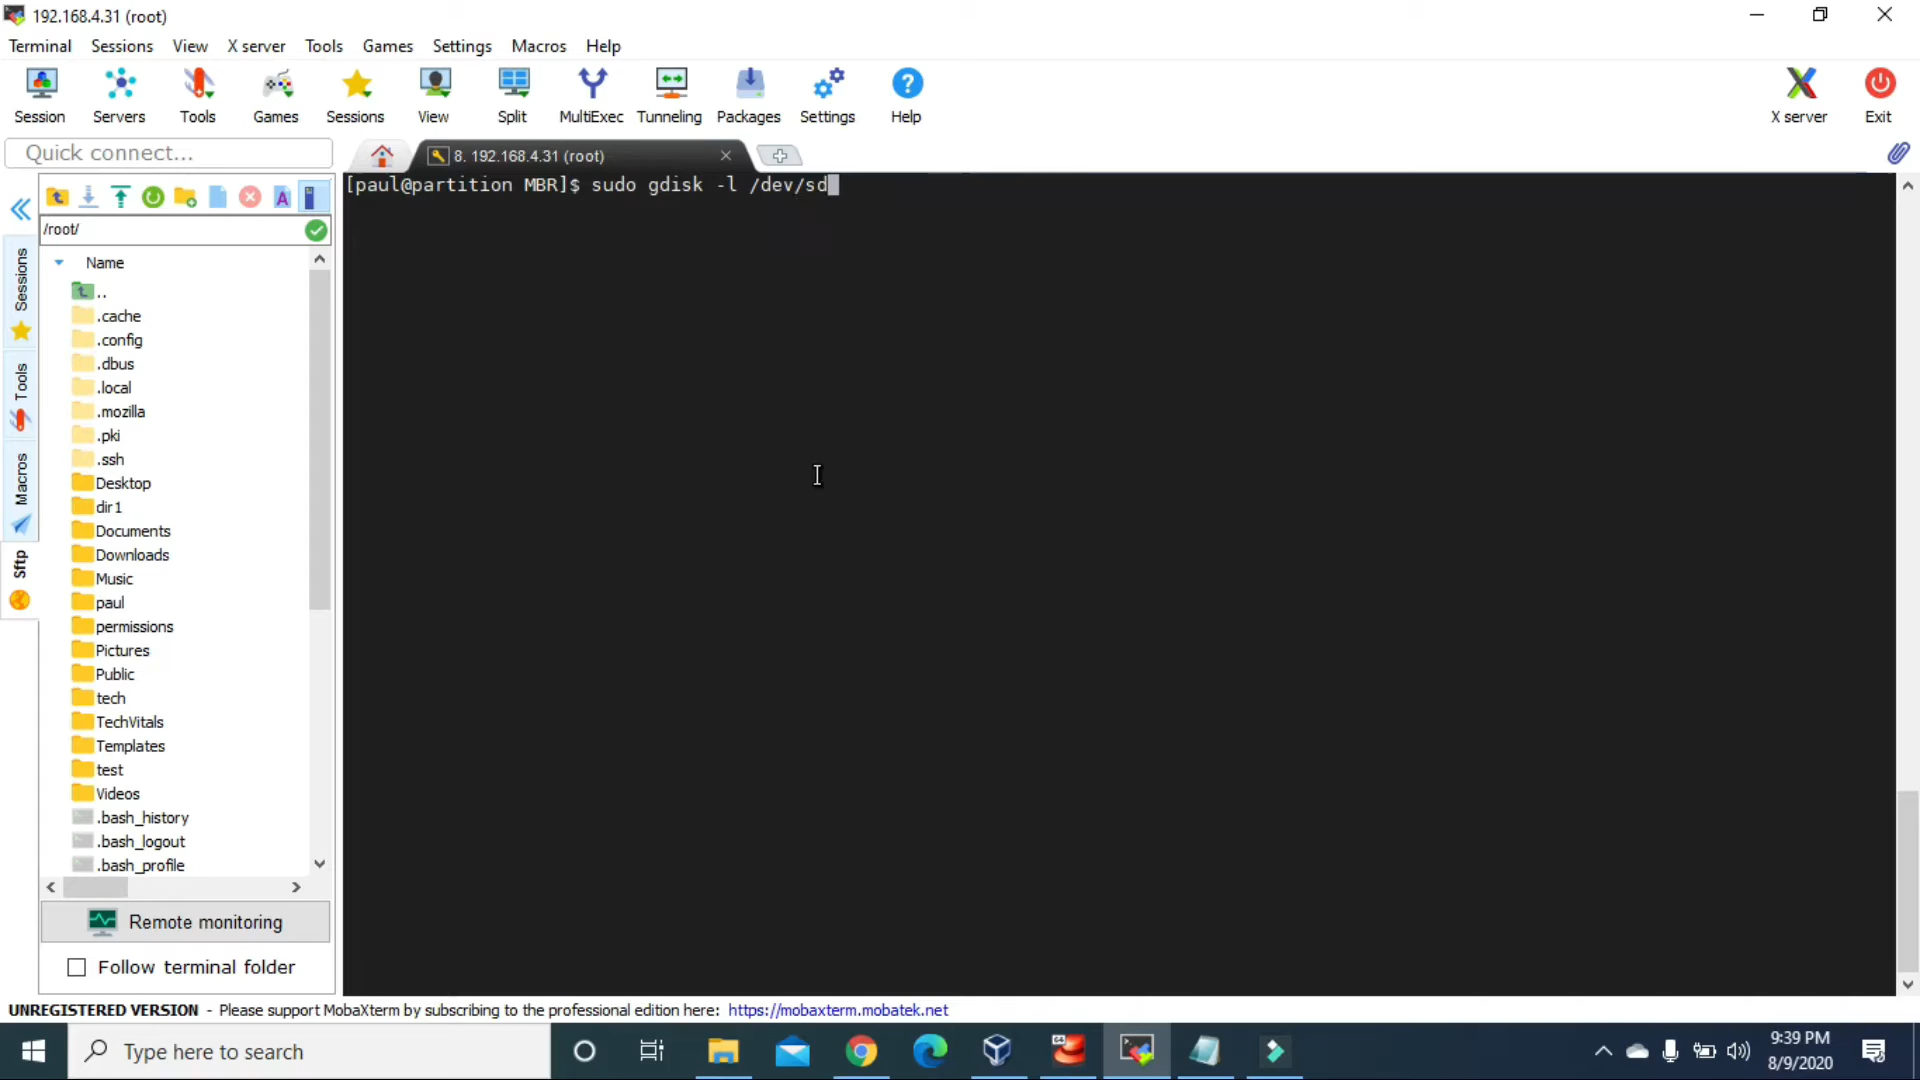 192.168.4.31 (root)
Terminal Sessions View X server Tools Games Settings Macros Help
Session Servers Tools Games Sessions View Split MultiExec Tunneling Packages Settings Help X server Exit
Quick connect...
8. 192.168.4.31 (root)
[paul@partition MBR]$ sudo gdisk -l /dev/sd
/root/
Sessions
Tools
Macros
Sftp
Name
..
.cache
.config
.dbus
.local
.mozilla
.pki
.ssh
Desktop
dir1
Documents
Downloads
Music
paul
permissions
Pictures
Public
tech
TechVitals
Templates
test
Videos
.bash_history
.bash_logout
.bash_profile
Remote monitoring
Follow terminal folder
UNREGISTERED VERSION - Please support MobaXterm by subscribing to the professional edition here: https://mobaxterm.mobatek.net
Type here to search
9:39 PM
8/9/2020